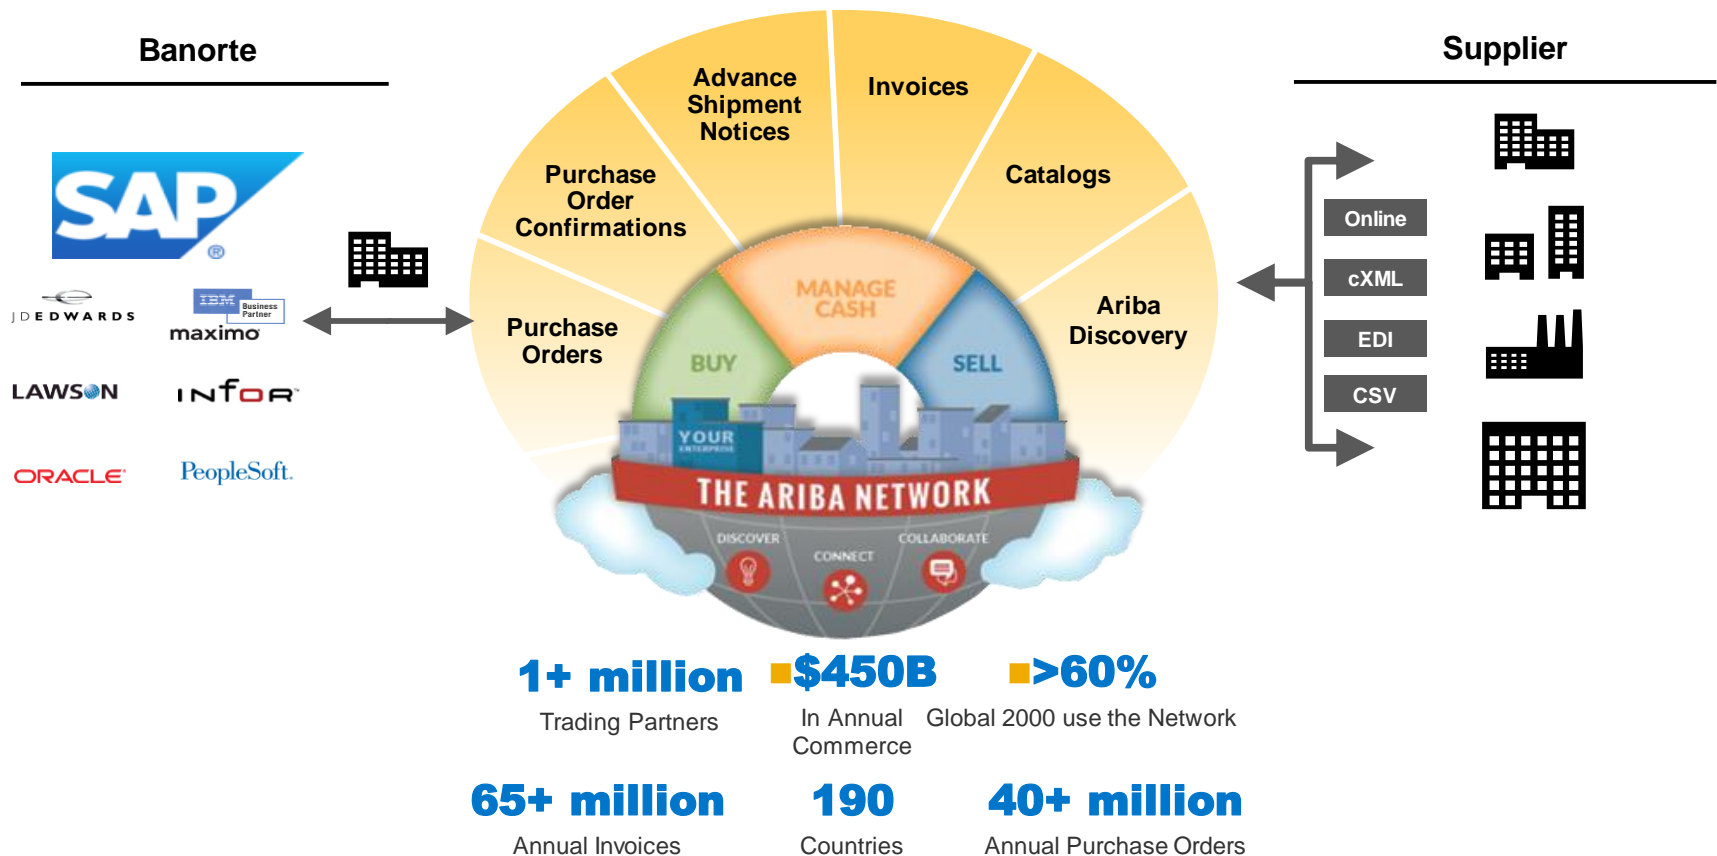 Banorte
Supplier
Advance
Shipment
Notices
Invoices
Purchase
Order
Confirmations
Catalogs
Purchase
Orders
Ariba
Discovery
SAP
®
JDEDWARDS
IBM
Business
Partner
maximo
LAWSON
INFOR™
ORACLE®
PeopleSoft.
MANAGE
CASH
BUY
SELL
YOUR
ENTERPRISE
THE ARIBA NETWORK
DISCOVER
CONNECT
COLLABORATE
Online
cXML
EDI
CSV
1+ million
Trading Partners
$450B
In Annual
Commerce
>60%
Global 2000 use the Network
65+ million
Annual Invoices
190
Countries
40+ million
Annual Purchase Orders